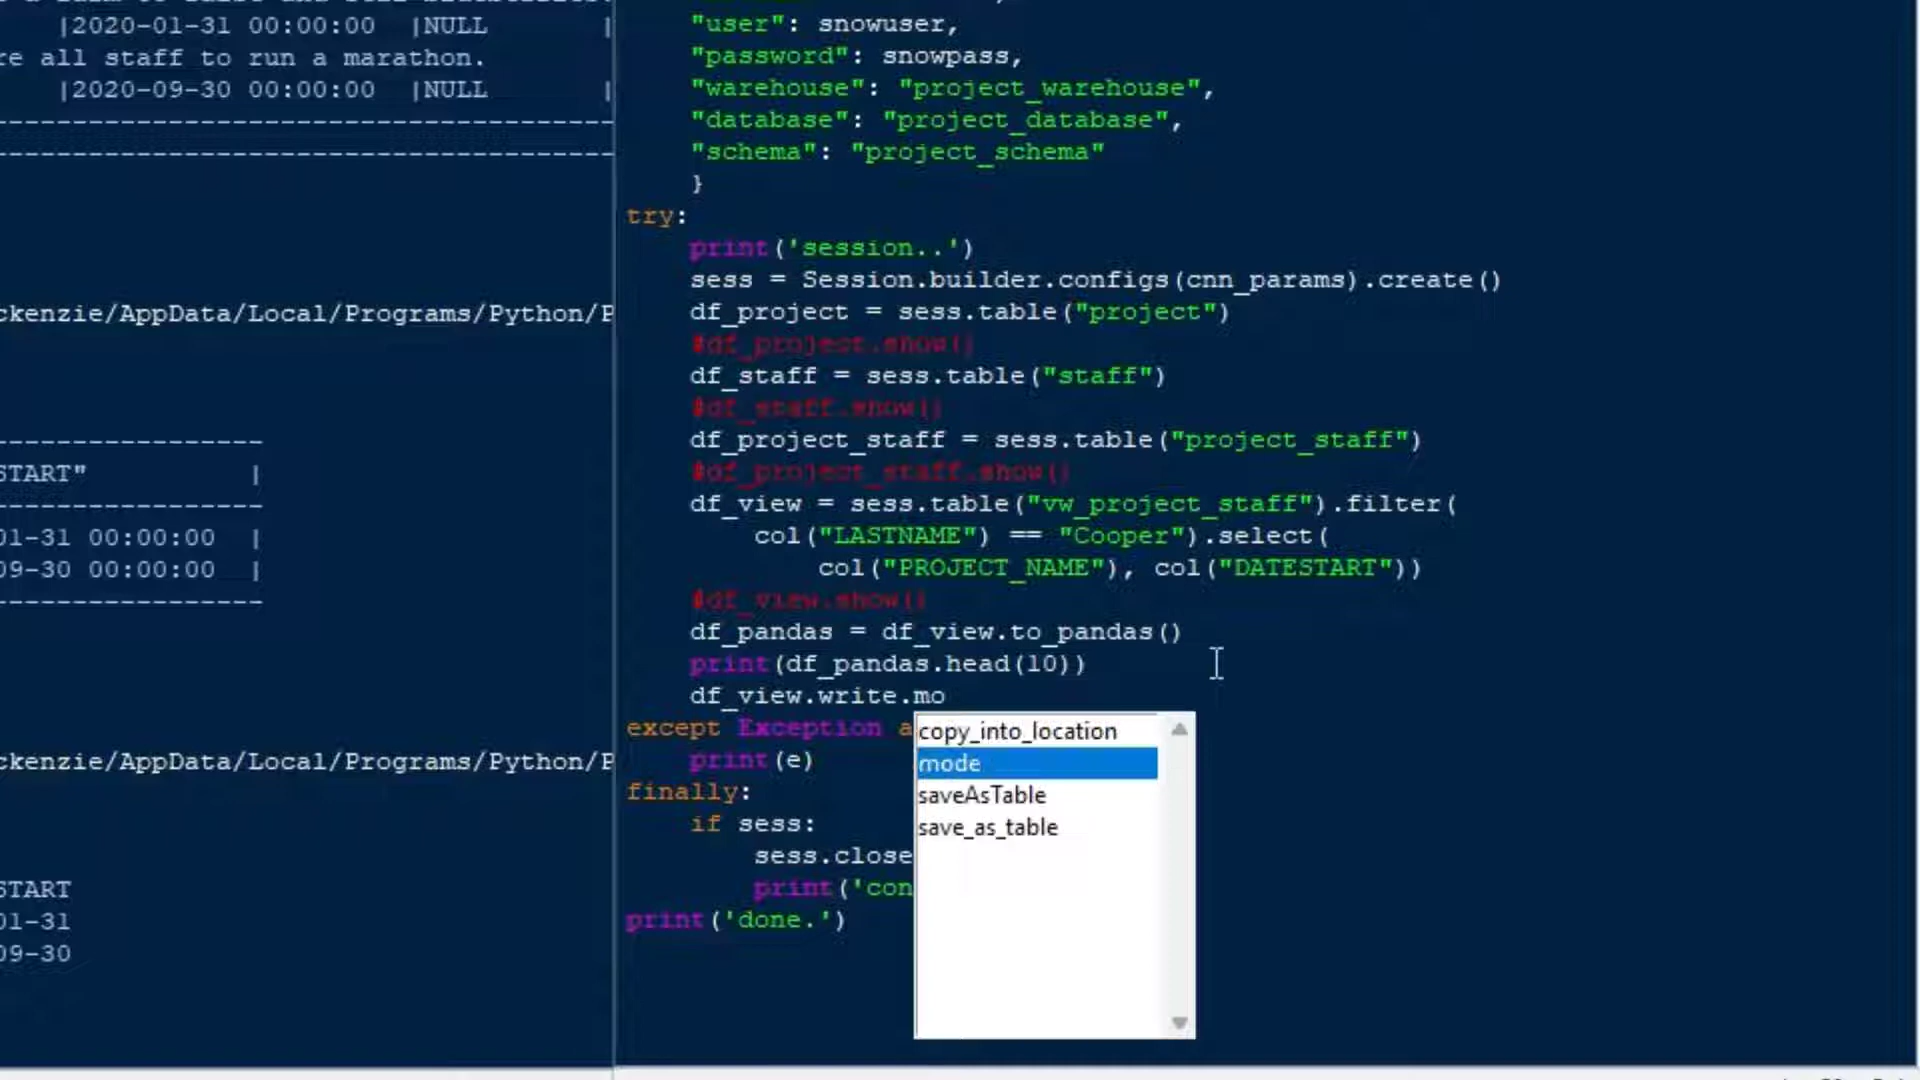 |2020-01-31 00:00:00 |NULL |
re all staff to run a marathon.
|2020-09-30 00:00:00 |NULL |
ckenzie/AppData/Local/Programs/Python/P
START" |
01-31 00:00:00 |
09-30 00:00:00 |
ckenzie/AppData/Local/Programs/Python/P
START
01-31
09-30
"user": snowuser,
"password": snowpass,
"warehouse": "project_warehouse",
"database": "project_database",
"schema": "project_schema"
}
try:
print('session..')
sess = Session.builder.configs(cnn_params).create()
df_project = sess.table("project")
#df_project.show()
df_staff = sess.table("staff")
#df_staff.show()
df_project_staff = sess.table("project_staff")
#df_project_staff.show()
df_view = sess.table("vw_project_staff").filter(
col("LASTNAME") == "Cooper").select(
col("PROJECT_NAME"), col("DATESTART"))
#df_view.show()
df_pandas = df_view.to_pandas()
print(df_pandas.head(10))
df_view.write.mo
except Exception a
print(e)
finally:
if sess:
sess.close
print('con
print('done.')
copy_into_location
mode
saveAsTable
save_as_table